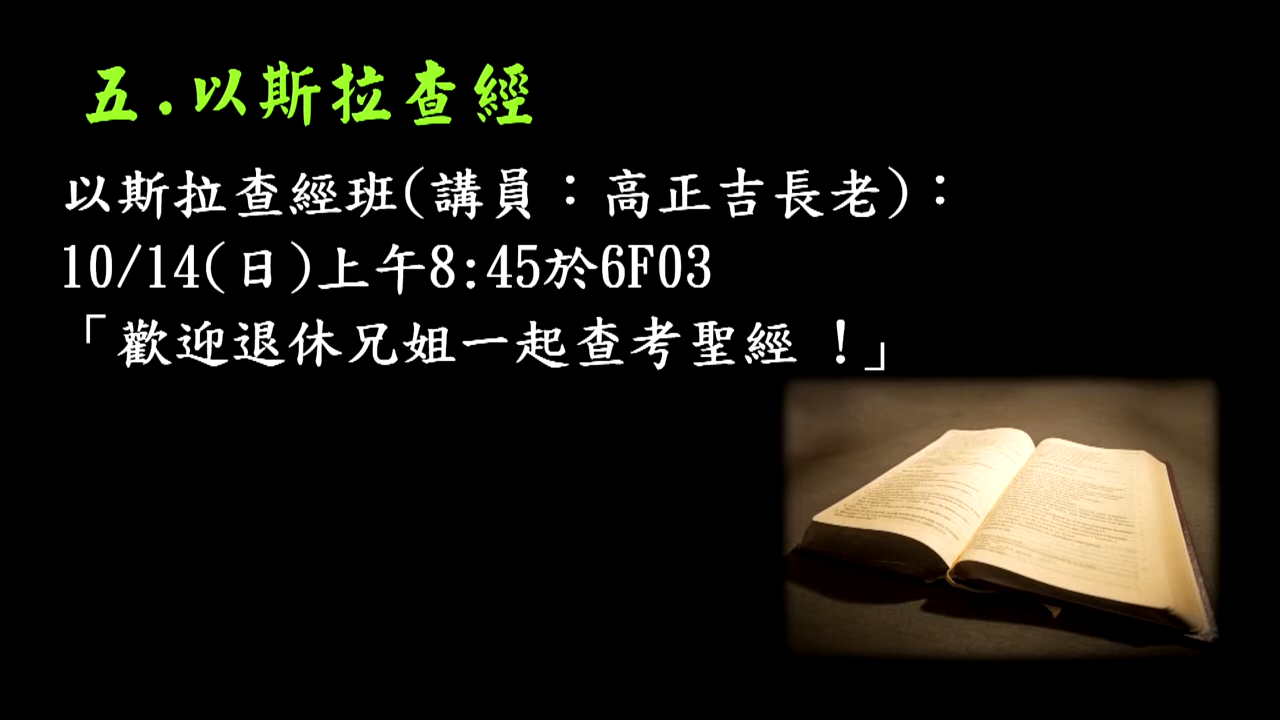 五.以斯拉查經
以斯拉查經班(講員：高正吉長老)：
10/14(日)上午8:45於6F03
「歡迎退休兄姐一起查考聖經 ！」